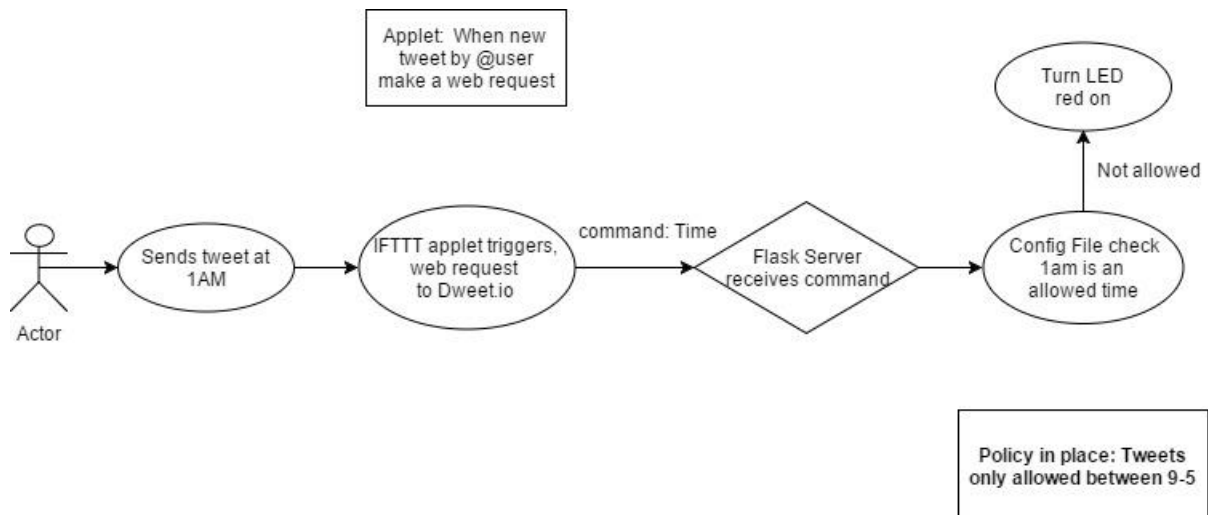 Applet: When new
tweet by @user
make a web request
Turn LED
red on
Not allowed
Sends tweet at
1AM
IFTTT applet triggers,
web request
to Dweet.io
command: Time
Flask Server
receives command
Config File check
1am is an
allowed time
Actor
Policy in place: Tweets
only allowed between 9-5